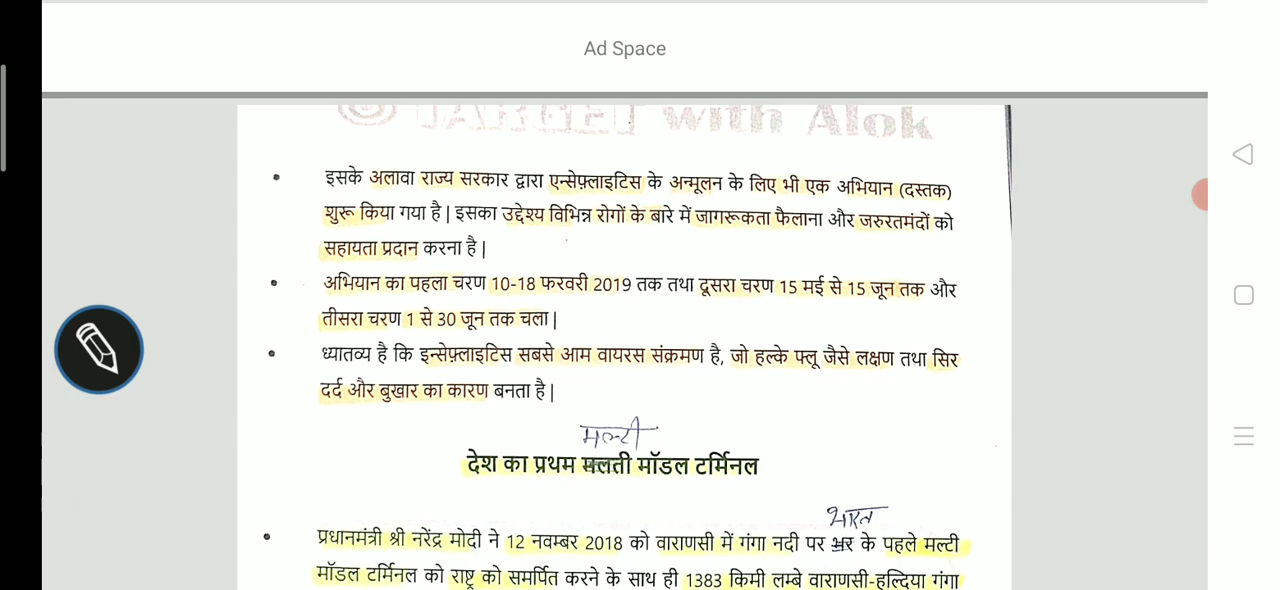 Ad Space
TARGET with Alok
• इसके अलावा राज्य सरकार द्वारा एन्सेफ़्लाइटिस के अन्मूलन के लिए भी एक अभियान (दस्तक)
शुरू किया गया है | इसका उद्देश्य विभिन्न रोगों के बारे में जागरूकता फैलाना और जरुरतमंदों को
सहायता प्रदान करना है |
• अभियान का पहला चरण 10-18 फरवरी 2019 तक तथा दूसरा चरण 15 मई से 15 जून तक और
तीसरा चरण 1 से 30 जून तक चला |
• ध्यातव्य है कि इन्सेफ़्लाइटिस सबसे आम वायरस संक्रमण है, जो हल्के फ्लू जैसे लक्षण तथा सिर
दर्द और बुखार का कारण बनता है |
मल्टी
देश का प्रथम मलती मॉडल टर्मिनल
भारत
• प्रधानमंत्री श्री नरेंद्र मोदी ने 12 नवम्बर 2018 को वाराणसी में गंगा नदी पर भर के पहले मल्टी
मॉडल टर्मिनल को राष्ट्र को समर्पित करने के साथ ही 1383 किमी लम्बे वाराणसी-हल्दिया गंगा